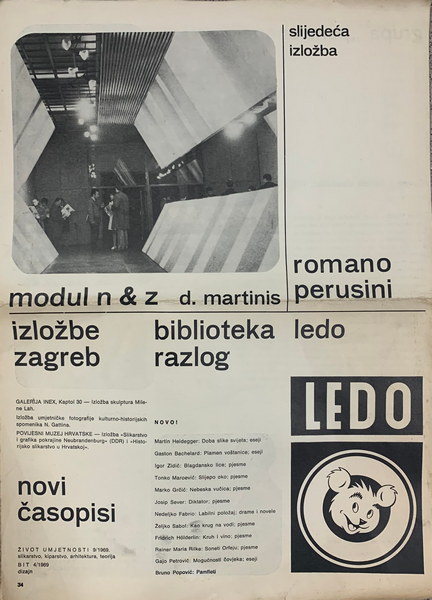 slijedeća
izložba
romano
perusini
modul n & z d. martinis
izložbe
zagreb
GALERIJA INEX, Kaptol 30 — Izložba skulptura Mile-
ne Lah.
Izložba umjetničke fotografije kulturno-historijskih
spomenika N. Gattina.
POVIJESNI MUZEJ HRVATSKE — Izložba »Slikarstvo
i grafika pokrajine Neubrandenburg« (DDR) i »Histo-
rijsko slikarstvo u Hrvatskoj«.
novi
časopisi
ŽIVOT UMJETNOSTI 9/1969.
slikarstvo, kiparstvo, arhitektura, teorija
BIT 4/1969
dizajn
34
biblioteka
razlog
NOVO!
Martin Heidegger: Doba slike svijeta; eseji
Gaston Bachelard: Plamen voštanice; eseji
Igor Zidić: Blagdansko lice; pjesme
Tonko Maroević: Slijepo oko; pjesme
Marko Grčić: Nebeska vučica; pjesme
Josip Sever: Diktator; pjesme
Nedeljko Fabrio: Labilni položaj; drame i novele
Željko Sabol: Kao krug na vodi; pjesme
Friedrich Hölderlin: Kruh i vino; pjesme
Rainer Maria Rilke: Soneti Orfeju; pjesme
Gajo Petrović: Mogućnosti čovjeka; eseji
Bruno Popović: Pamfleti
ledo
LEDO